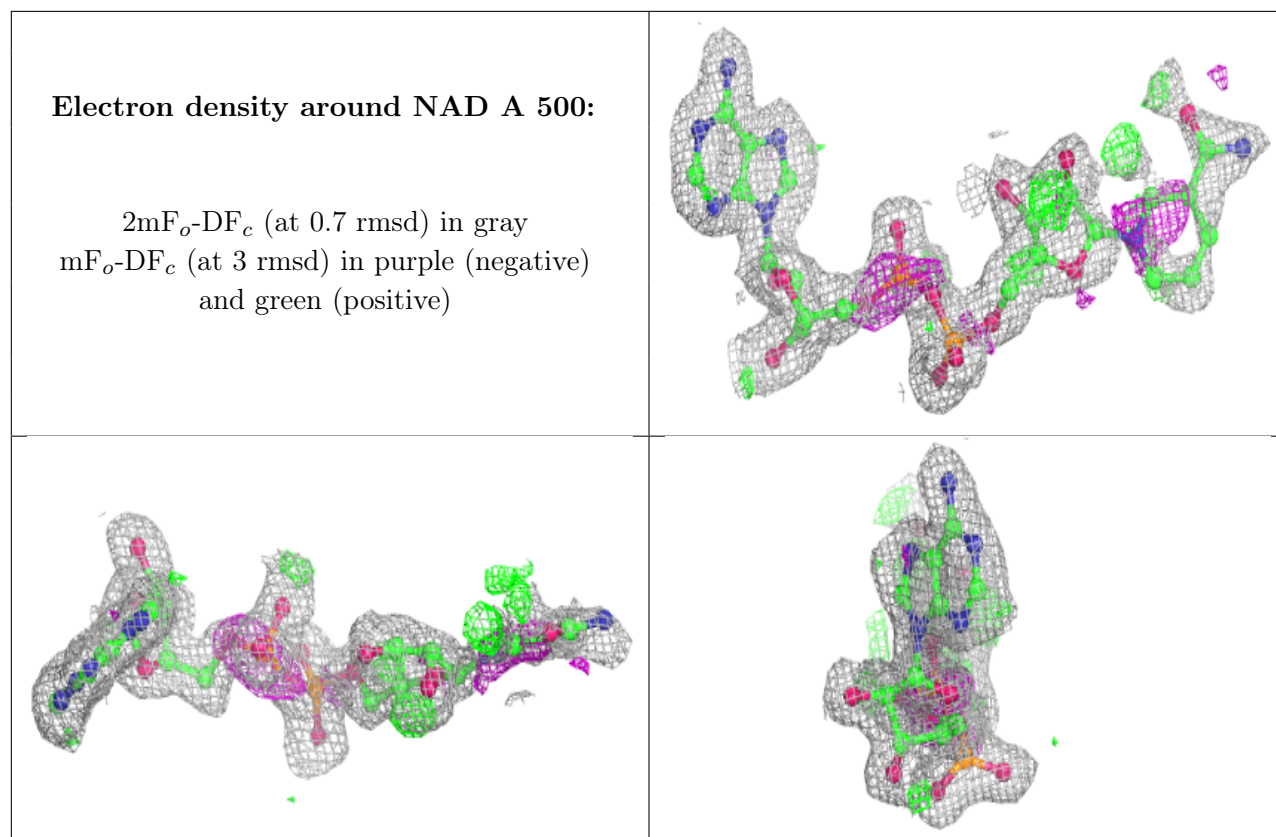 Electron density around NAD A 500:
2mFₒ-DF𝒸 (at 0.7 rmsd) in gray
mFₒ-DF𝒸 (at 3 rmsd) in purple (negative)
and green (positive)